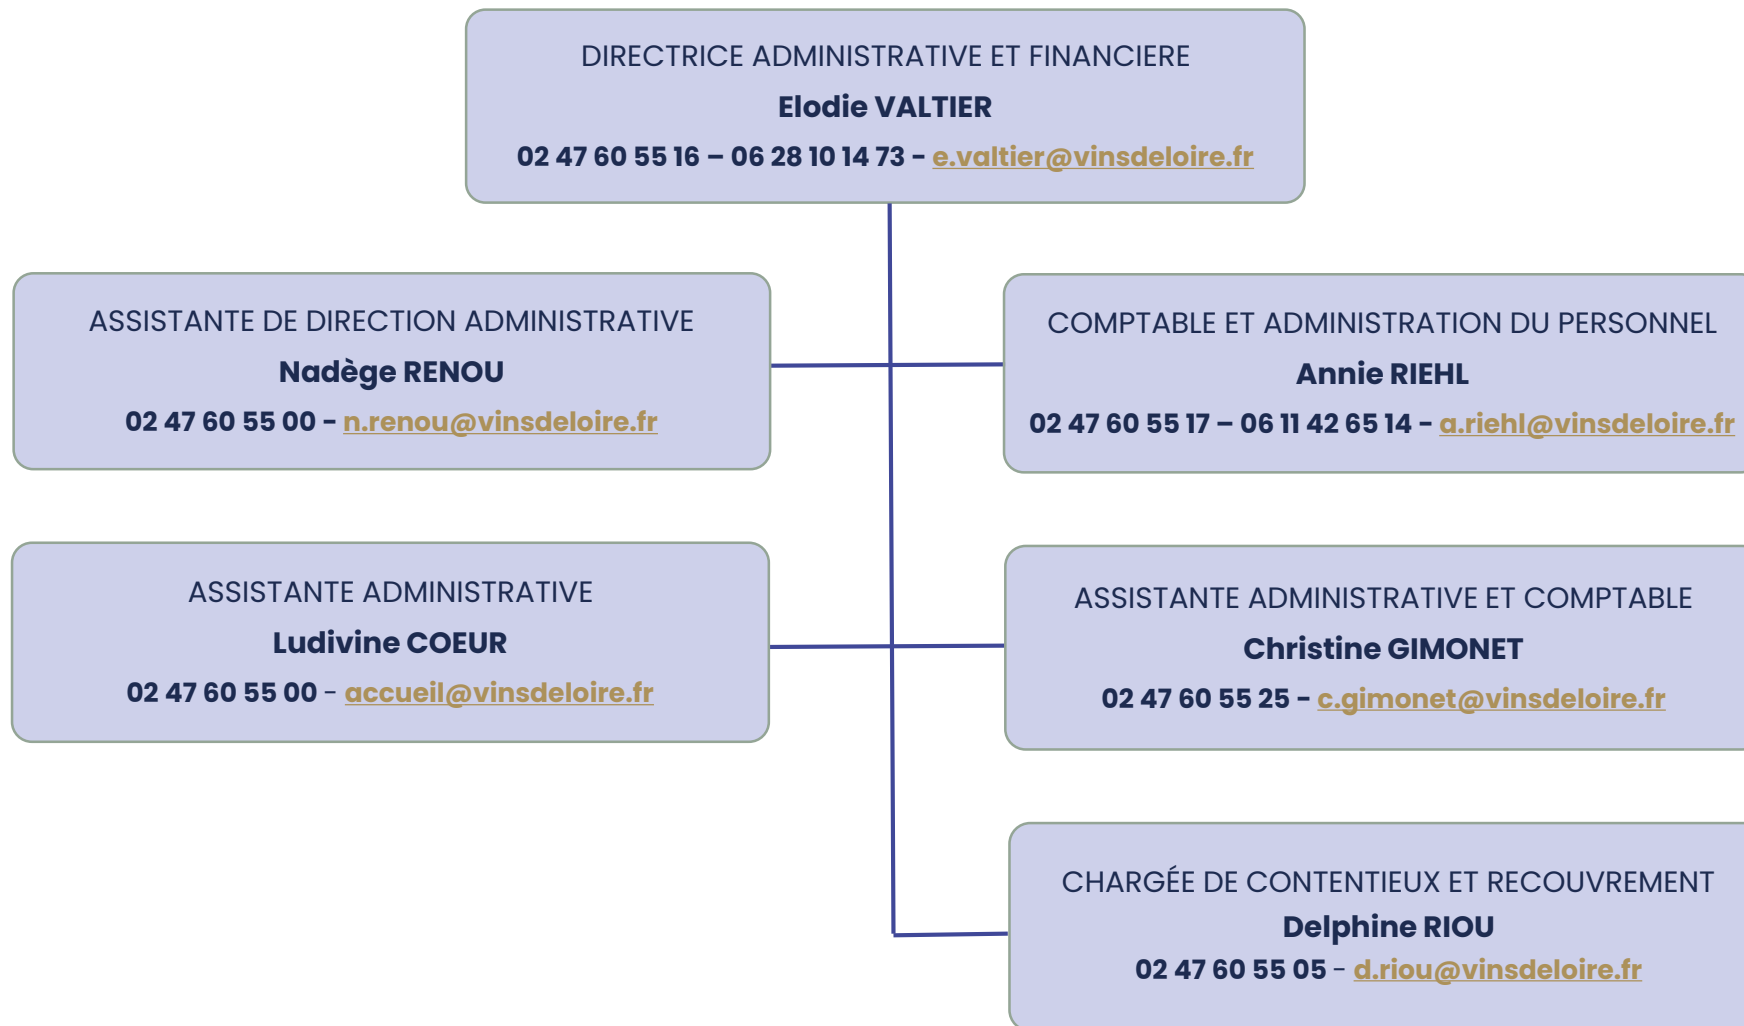 DIRECTRICE ADMINISTRATIVE ET FINANCIERE
Elodie VALTIER
02 47 60 55 16 – 06 28 10 14 73 - e.valtier@vinsdeloire.fr
ASSISTANTE DE DIRECTION ADMINISTRATIVE
Nadège RENOU
02 47 60 55 00 - n.renou@vinsdeloire.fr
COMPTABLE ET ADMINISTRATION DU PERSONNEL
Annie RIEHL
02 47 60 55 17 – 06 11 42 65 14 - a.riehl@vinsdeloire.fr
ASSISTANTE ADMINISTRATIVE
Ludivine COEUR
02 47 60 55 00 - accueil@vinsdeloire.fr
ASSISTANTE ADMINISTRATIVE ET COMPTABLE
Christine GIMONET
02 47 60 55 25 - c.gimonet@vinsdeloire.fr
CHARGÉE DE CONTENTIEUX ET RECOUVREMENT
Delphine RIOU
02 47 60 55 05 - d.riou@vinsdeloire.fr